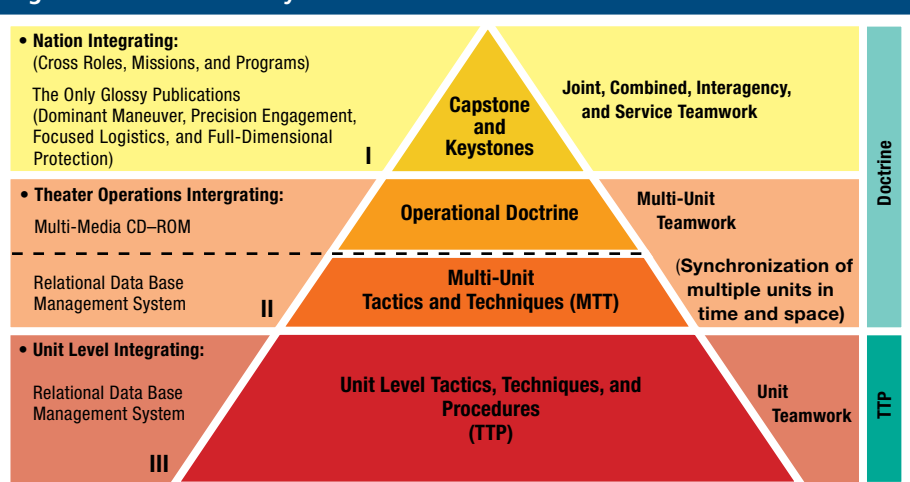 • Nation Integrating:
(Cross Roles, Missions, and Programs)
The Only Glossy Publications
(Dominant Maneuver, Precision Engagement,
Focused Logistics, and Full-Dimensional
Protection)
I
Capstone
and
Keystones
Joint, Combined, Interagency,
and Service Teamwork
• Theater Operations Intergrating:
Multi-Media CD–ROM
Operational Doctrine
Multi-Unit
Teamwork
Relational Data Base
Management System
II
Multi-Unit
Tactics and Techniques (MTT)
(Synchronization of
multiple units in
time and space)
Doctrine
• Unit Level Integrating:
Relational Data Base
Management System
III
Unit Level Tactics, Techniques, and
Procedures
(TTP)
Unit
Teamwork
TTP